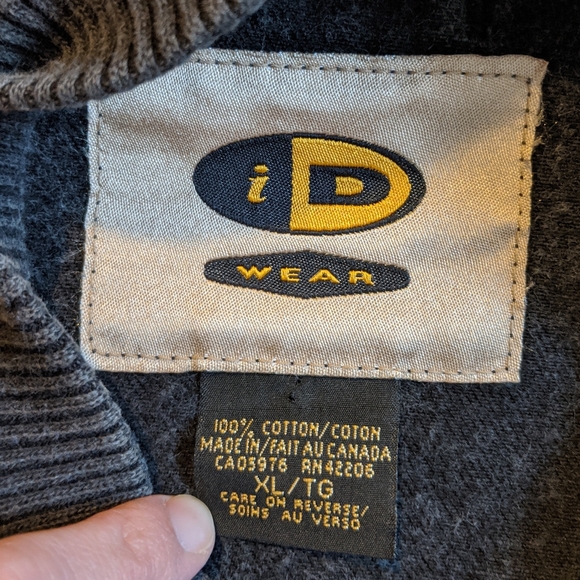 iD
WEAR
100% COTTON/COTON
MADE IN/FAIT AU CANADA
CA05976 RN42206
XL/TG
CARE ON REVERSE/
SOINS AU VERSO